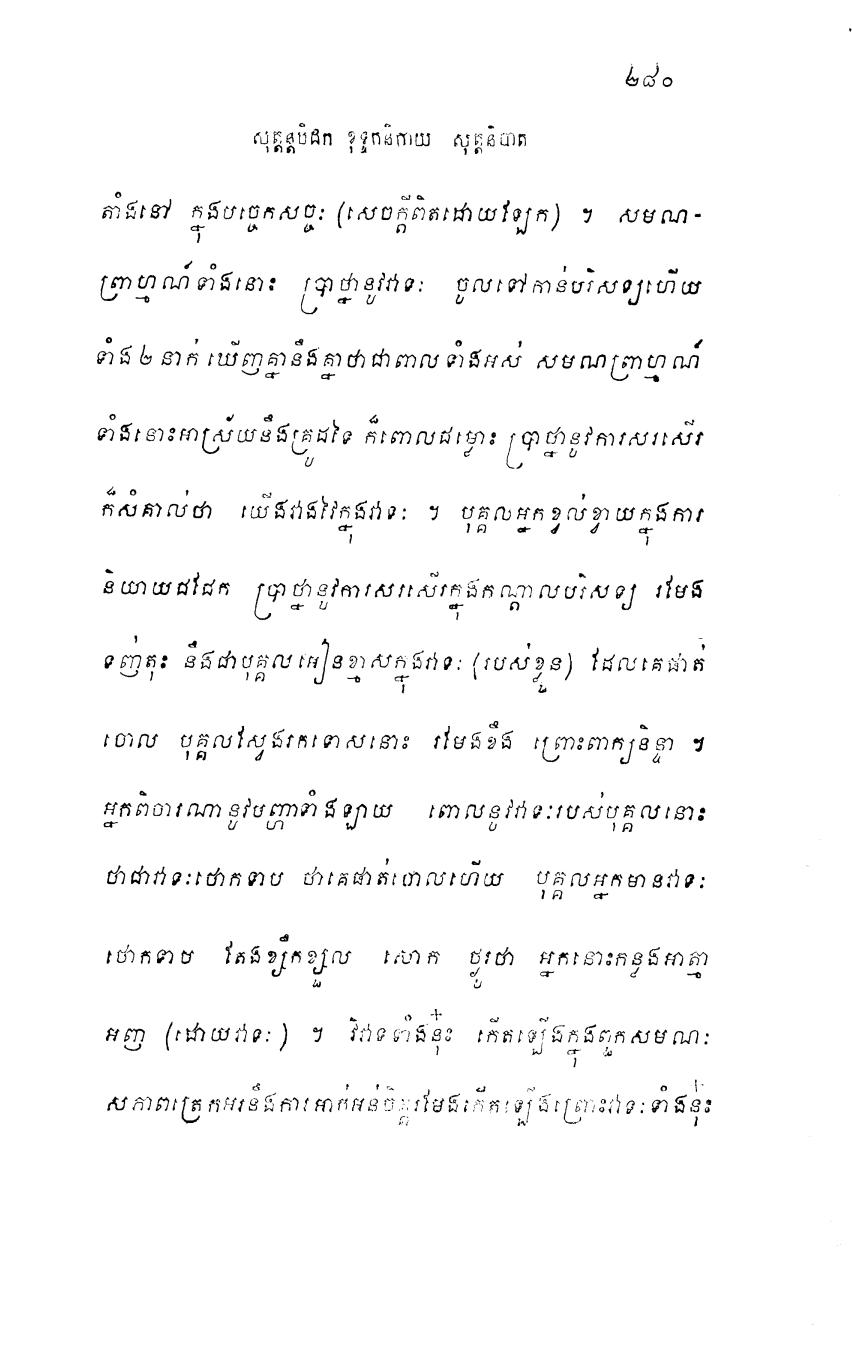 ២៨០
សុត្តន្តបិដក ខុទ្ទកនិកាយ សុត្តនិបាត
តាំងនៅ ក្នុងបច្ចេកសច្ចៈ (សេចក្តីពិតដោយឡែក) ។ សមណ-
ព្រាហ្មណ៍ទាំងនោះ ប្រាថ្នានូវវាទៈ ចូលទៅកាន់បរិសទ្យហើយ
ទាំង ២ នាក់ ឃើញគ្នានឹងគ្នាថាជាពាល ទាំងអស់ សមណព្រាហ្មណ៍
ទាំងនោះអាស្រ័យនឹងគ្រូដទៃ ក៏ពោលជម្លោះ ប្រាថ្នានូវការសរសើរ
ក៏សំគាល់ថា យើងវាងវៃក្នុងវាទៈ ។ បុគ្គលអ្នកខ្វល់ខ្វាយក្នុងការ
និយាយជជែក ប្រាថ្នានូវការសរសើរក្នុងកណ្តាលបរិសទ្យ រមែង
ទញ់តុះ នឹងជាបុគ្គលអៀនខ្មាសក្នុងវាទៈ (របស់ខ្លួន) ដែលគេផាត់
ចោល បុគ្គលស្វែងរកទោសនោះ រមែងខឹង ព្រោះពាក្យនិន្ទា ។
អ្នកពិចារណានូវបញ្ហាទាំងឡាយ ពោលនូវវាទៈរបស់បុគ្គលនោះ
ថាជាវាទៈថោកទាប ថាគេផាត់ចោលហើយ បុគ្គលអ្នកមានវាទៈ
ថោកទាប តែងខ្សឹកខ្សួល សោក ថ្ងូរថា អ្នកនោះកន្លងអាត្មា
អញ (ដោយវាទៈ) ។ វិវាទទាំងនុ៎ះ កើតឡើងក្នុងពួកសមណៈ
សភាពត្រេកអរនឹងការអាក់អន់ចិត្តរមែងកើតឡើងព្រោះវាទៈទាំងនុ៎ះ